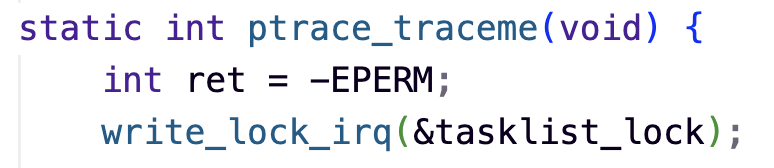 static int ptrace_traceme(void) {
    int ret = -EPERM;
    write_lock_irq(&tasklist_lock);